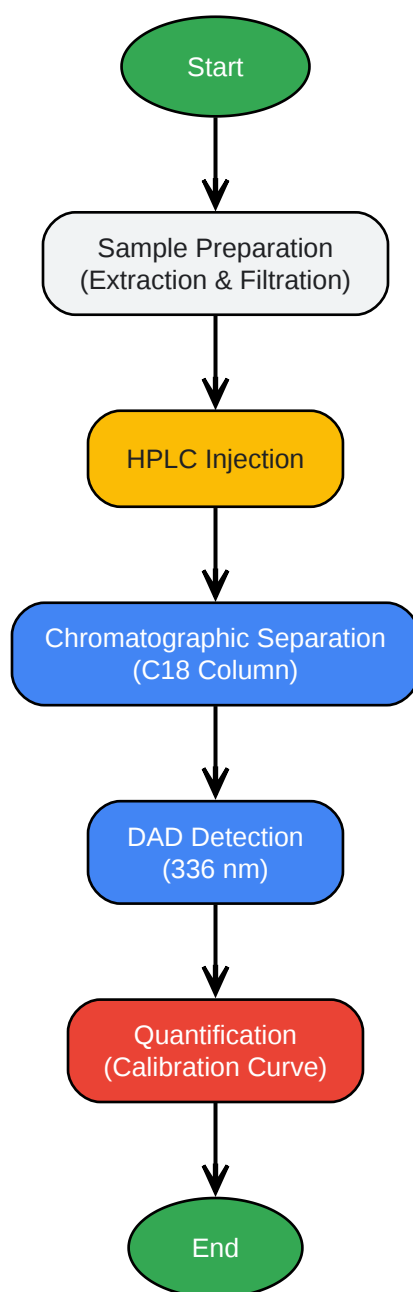 Start
Sample Preparation
(Extraction & Filtration)
HPLC Injection
Chromatographic Separation
(C18 Column)
DAD Detection
(336 nm)
Quantification
(Calibration Curve)
End